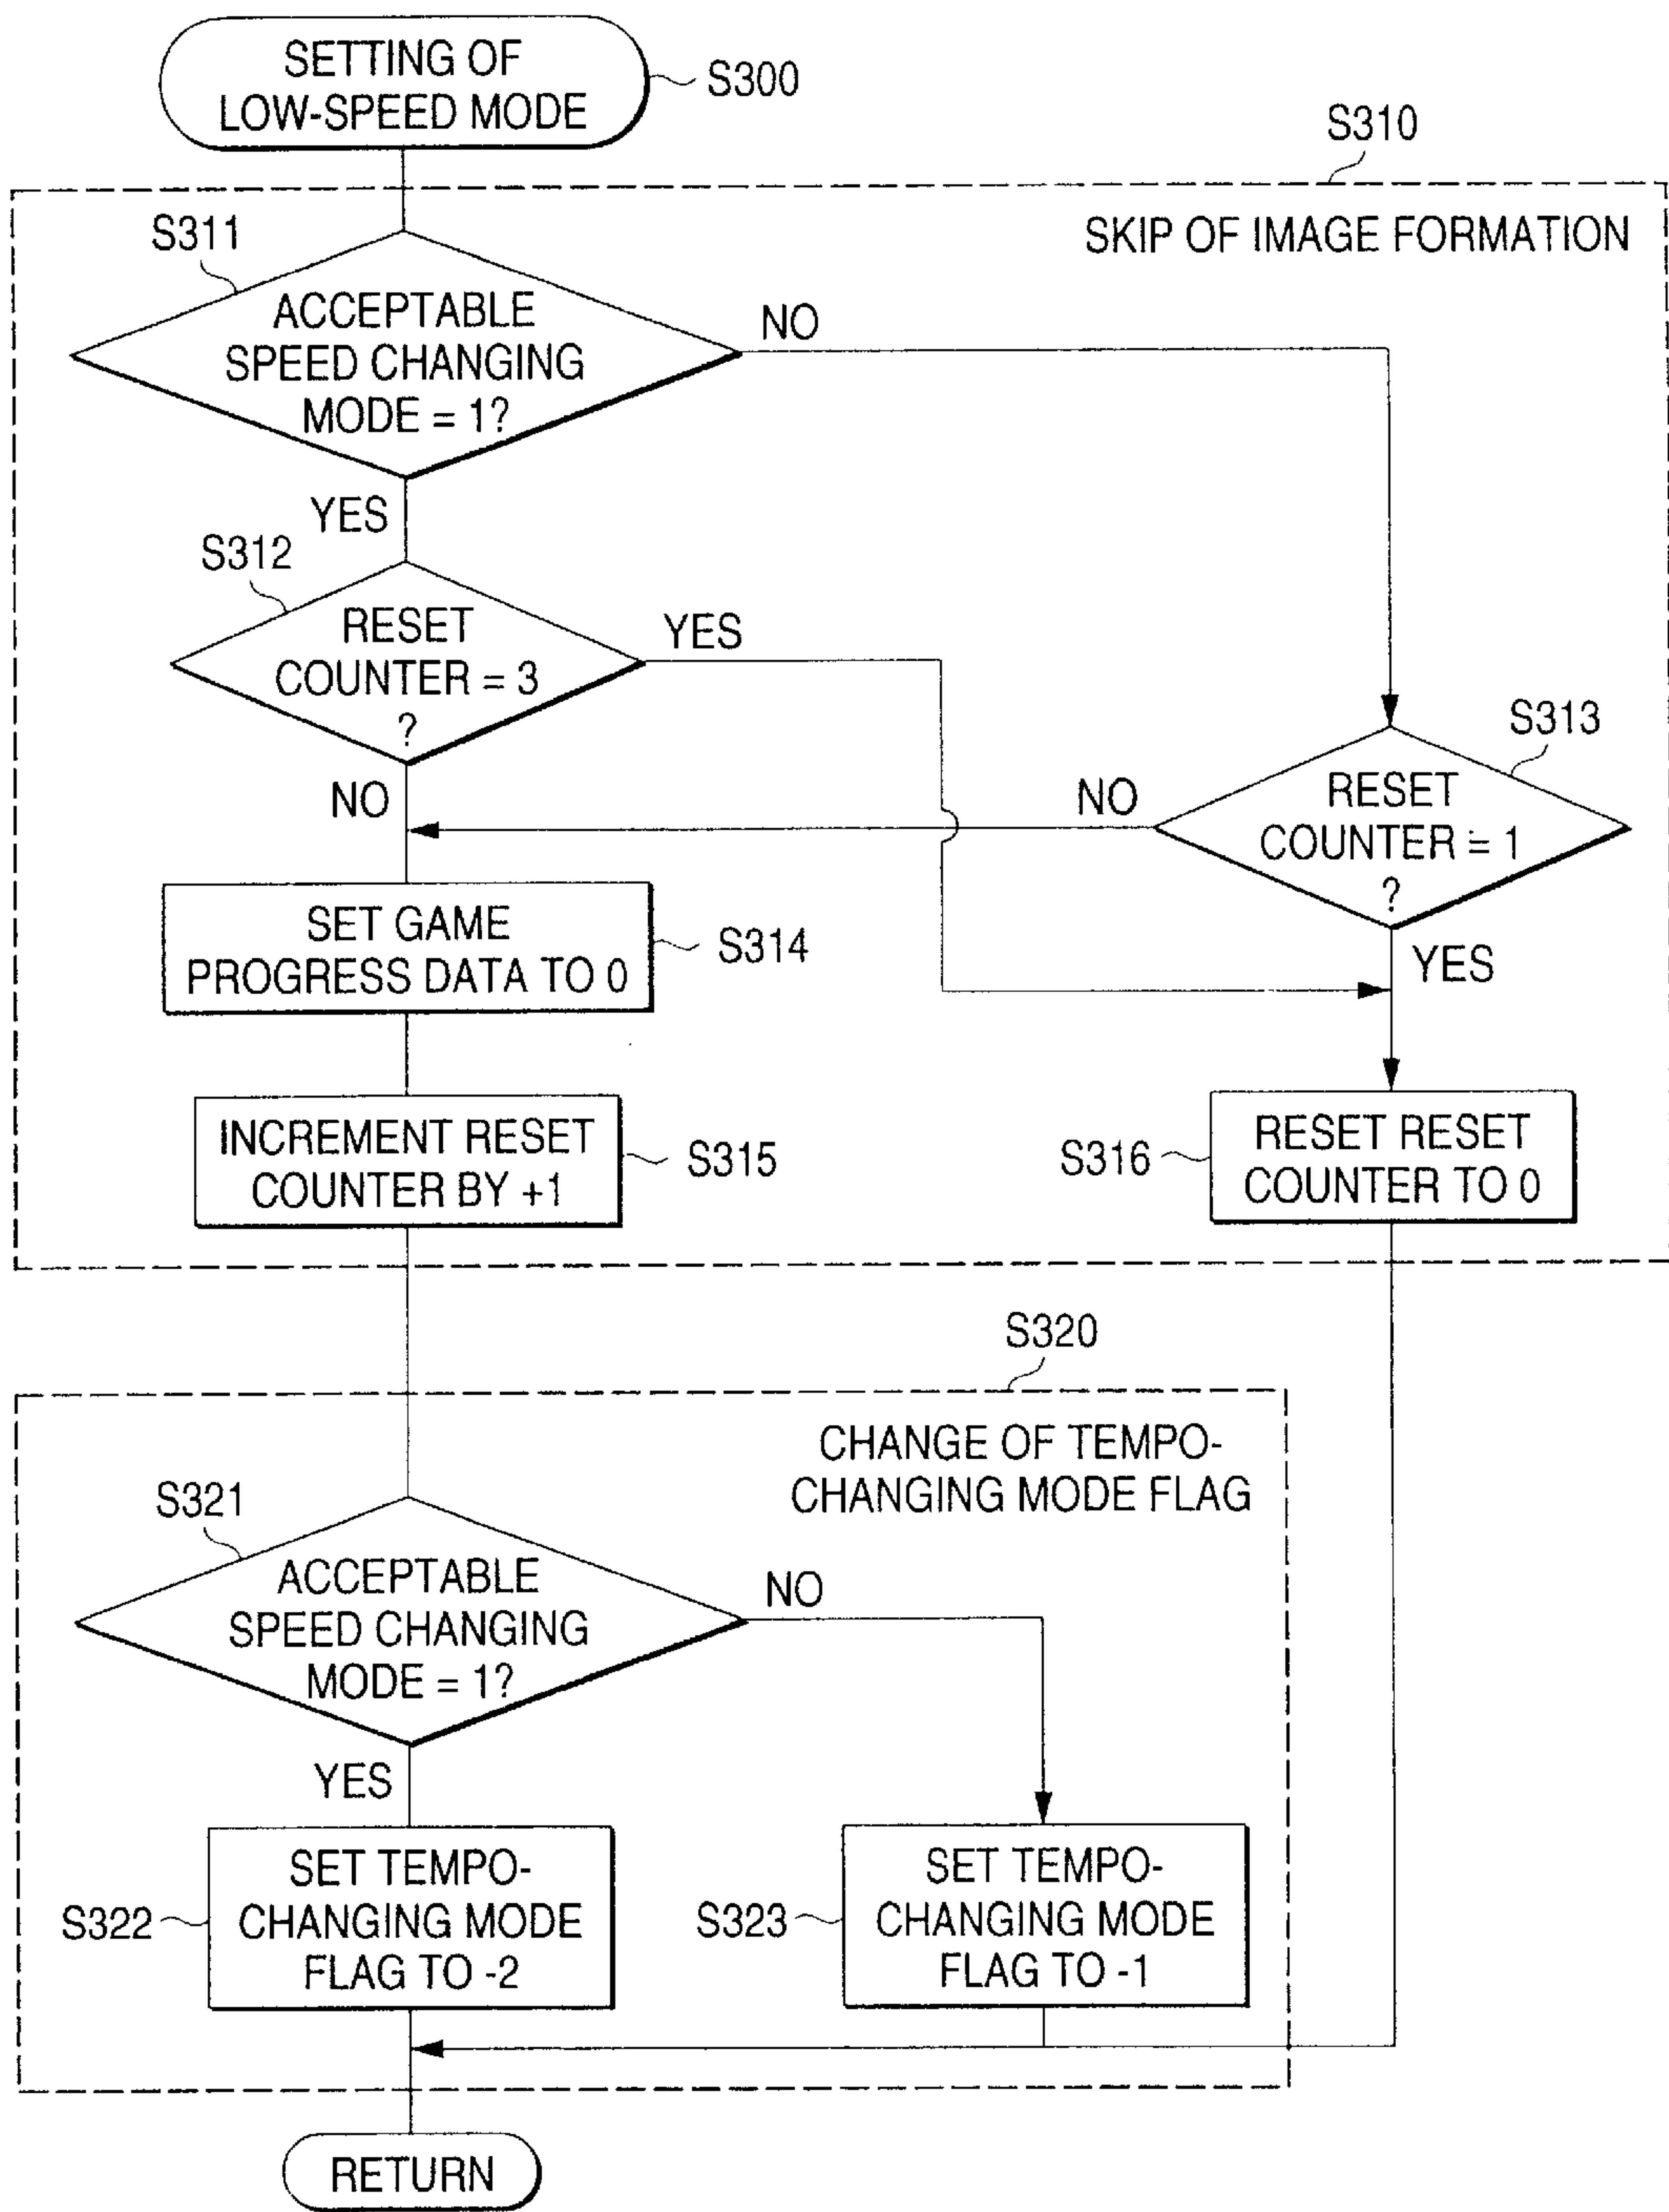 SETTING OF
LOW-SPEED MODE
S300
S310
SKIP OF IMAGE FORMATION
S311
ACCEPTABLE
SPEED CHANGING
MODE = 1?
NO
YES
S312
RESET
COUNTER = 3
?
YES
NO
S313
RESET
COUNTER = 1
?
NO
YES
SET GAME
PROGRESS DATA TO 0
S314
INCREMENT RESET
COUNTER BY +1
S315
S316
RESET RESET
COUNTER TO 0
S320
CHANGE OF TEMPO-
CHANGING MODE FLAG
S321
ACCEPTABLE
SPEED CHANGING
MODE = 1?
NO
YES
S322
SET TEMPO-
CHANGING MODE
FLAG TO -2
S323
SET TEMPO-
CHANGING MODE
FLAG TO -1
RETURN